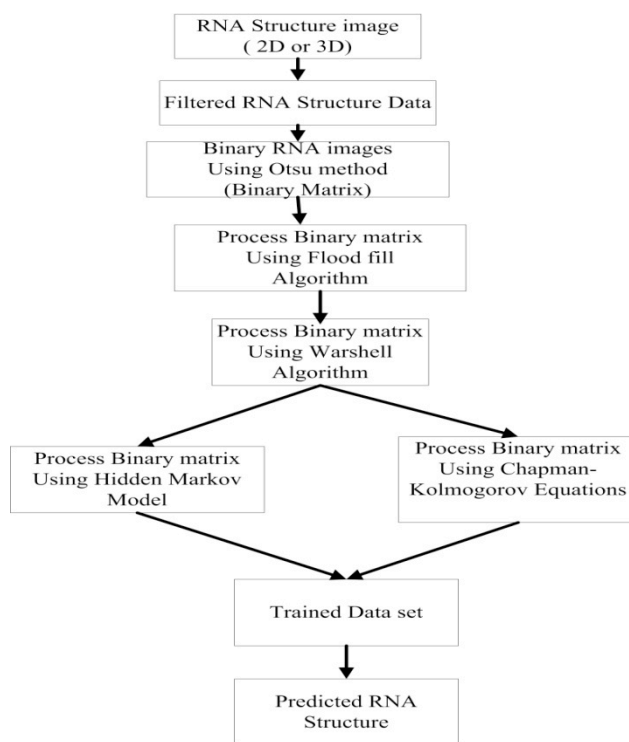 RNA Structure image
( 2D or 3D)
Filtered RNA Structure Data
Binary RNA images
Using Otsu method
(Binary Matrix)
Process Binary matrix
Using Flood fill
Algorithm
Process Binary matrix
Using Warshell
Algorithm
Process Binary matrix
Using Hidden Markov
Model
Process Binary matrix
Using Chapman-
Kolmogorov Equations
Trained Data set
Predicted RNA
Structure